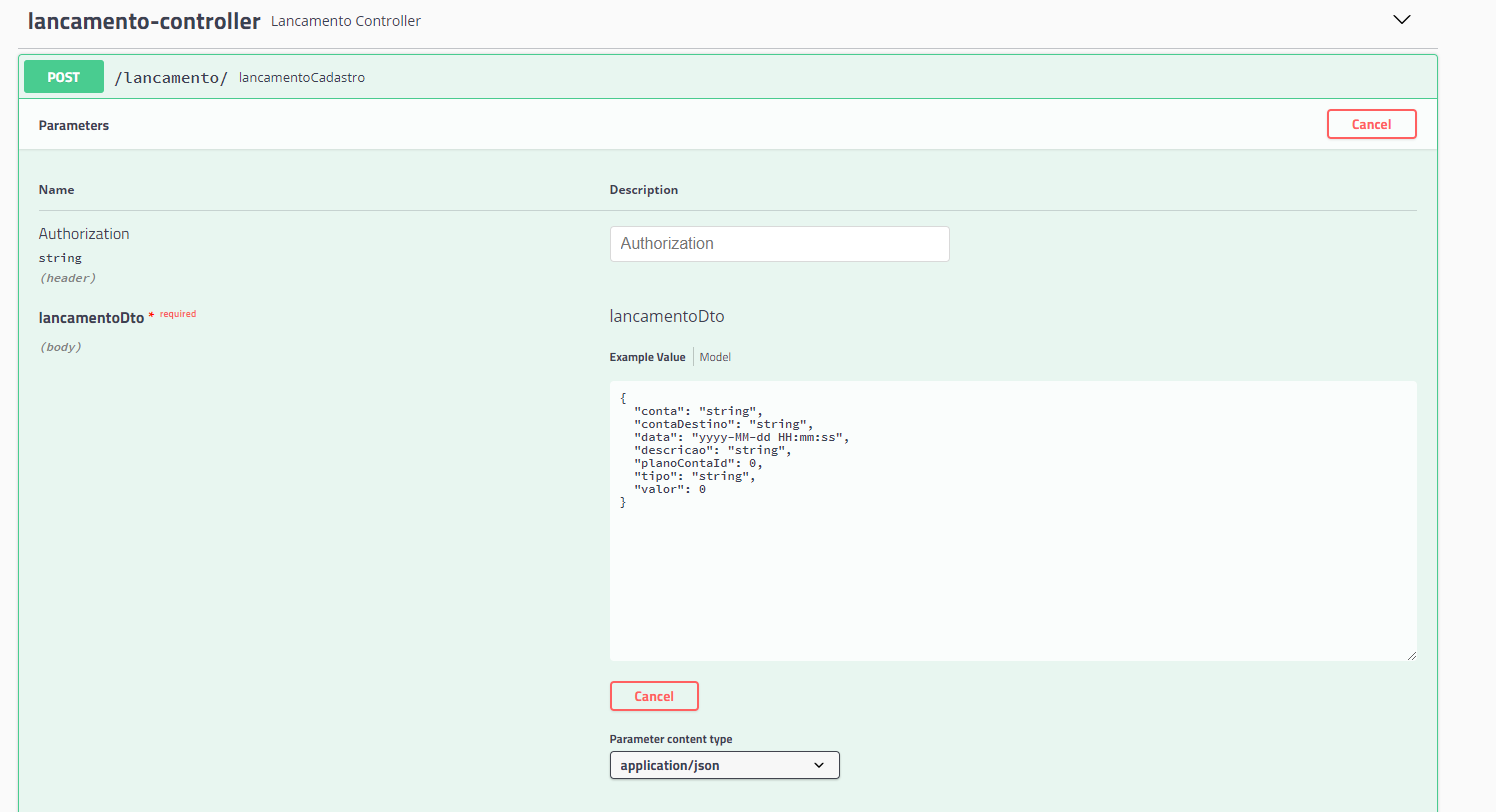 lancamento-controller Lancamento Controller
POST /lancamento/ lancamentoCadastro
Parameters Cancel
Name Description
Authorization Authorization
string
(header)
lancamentoDto * required lancamentoDto
(body)
Example Value Model
{
"conta": "string",
"contaDestino": "string",
"data": "yyyy-MM-dd HH:mm:ss",
"descricao": "string",
"planoContaId": 0,
"tipo": "string",
"valor": 0
}
Cancel
Parameter content type
application/json